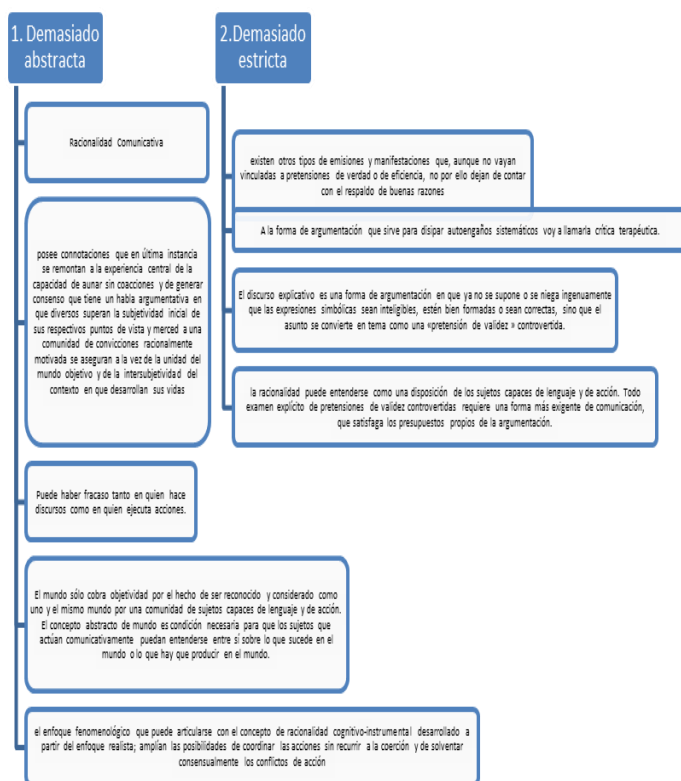 1. Demasiado
abstracta
Racionalidad Comunicativa
posee connotaciones que en última instancia
se remontan a la experiencia central de la
capacidad de aunar sin coacciones y de generar
consenso que tiene un habla argumentativa en
que diversos superan la subjetividad inicial de
sus respectivos puntos de vista y merced a una
comunidad de convicciones racionalmente
motivada se aseguran a la vez de la unidad del
mundo objetivo y de la intersubjetividad del
contexto en que desarrollan sus vidas
Puede haber fracaso tanto en quien hace
discursos como en quien ejecuta acciones.
El mundo sólo cobra objetividad por el hecho de ser reconocido y considerado como
uno y el mismo mundo por una comunidad de sujetos capaces de lenguaje y de acción.
El concepto abstracto de mundo es condición necesaria para que los sujetos que
actúan comunicativamente puedan entenderse entre sí sobre lo que sucede en el
mundo o lo que hay que producir en el mundo.
el enfoque fenomenológico que puede articularse con el concepto de racionalidad cognitivo-instrumental desarrollado a
partir del enfoque realista; amplían las posibilidades de coordinar las acciones sin recurrir a la coerción y de solventar
consensualmente los conflictos de acción
2.Demasiado
estricta
existen otros tipos de emisiones y manifestaciones que, aunque no vayan
vinculadas a pretensiones de verdad o de eficiencia, no por ello dejan de contar
con el respaldo de buenas razones
A la forma de argumentación que sirve para disipar autoengaños sistemáticos voy a llamarla crítica terapéutica.
El discurso explicativo es una forma de argumentación en que ya no se supone o se niega ingenuamente
que las expresiones simbólicas sean inteligibles, estén bien formadas o sean correctas, sino que el
asunto se convierte en tema como una «pretensión de validez » controvertida.
la racionalidad puede entenderse como una disposición de los sujetos capaces de lenguaje y de acción. Todo
examen explícito de pretensiones de validez controvertidas requiere una forma más exigente de comunicación,
que satisfaga los presupuestos propios de la argumentación.